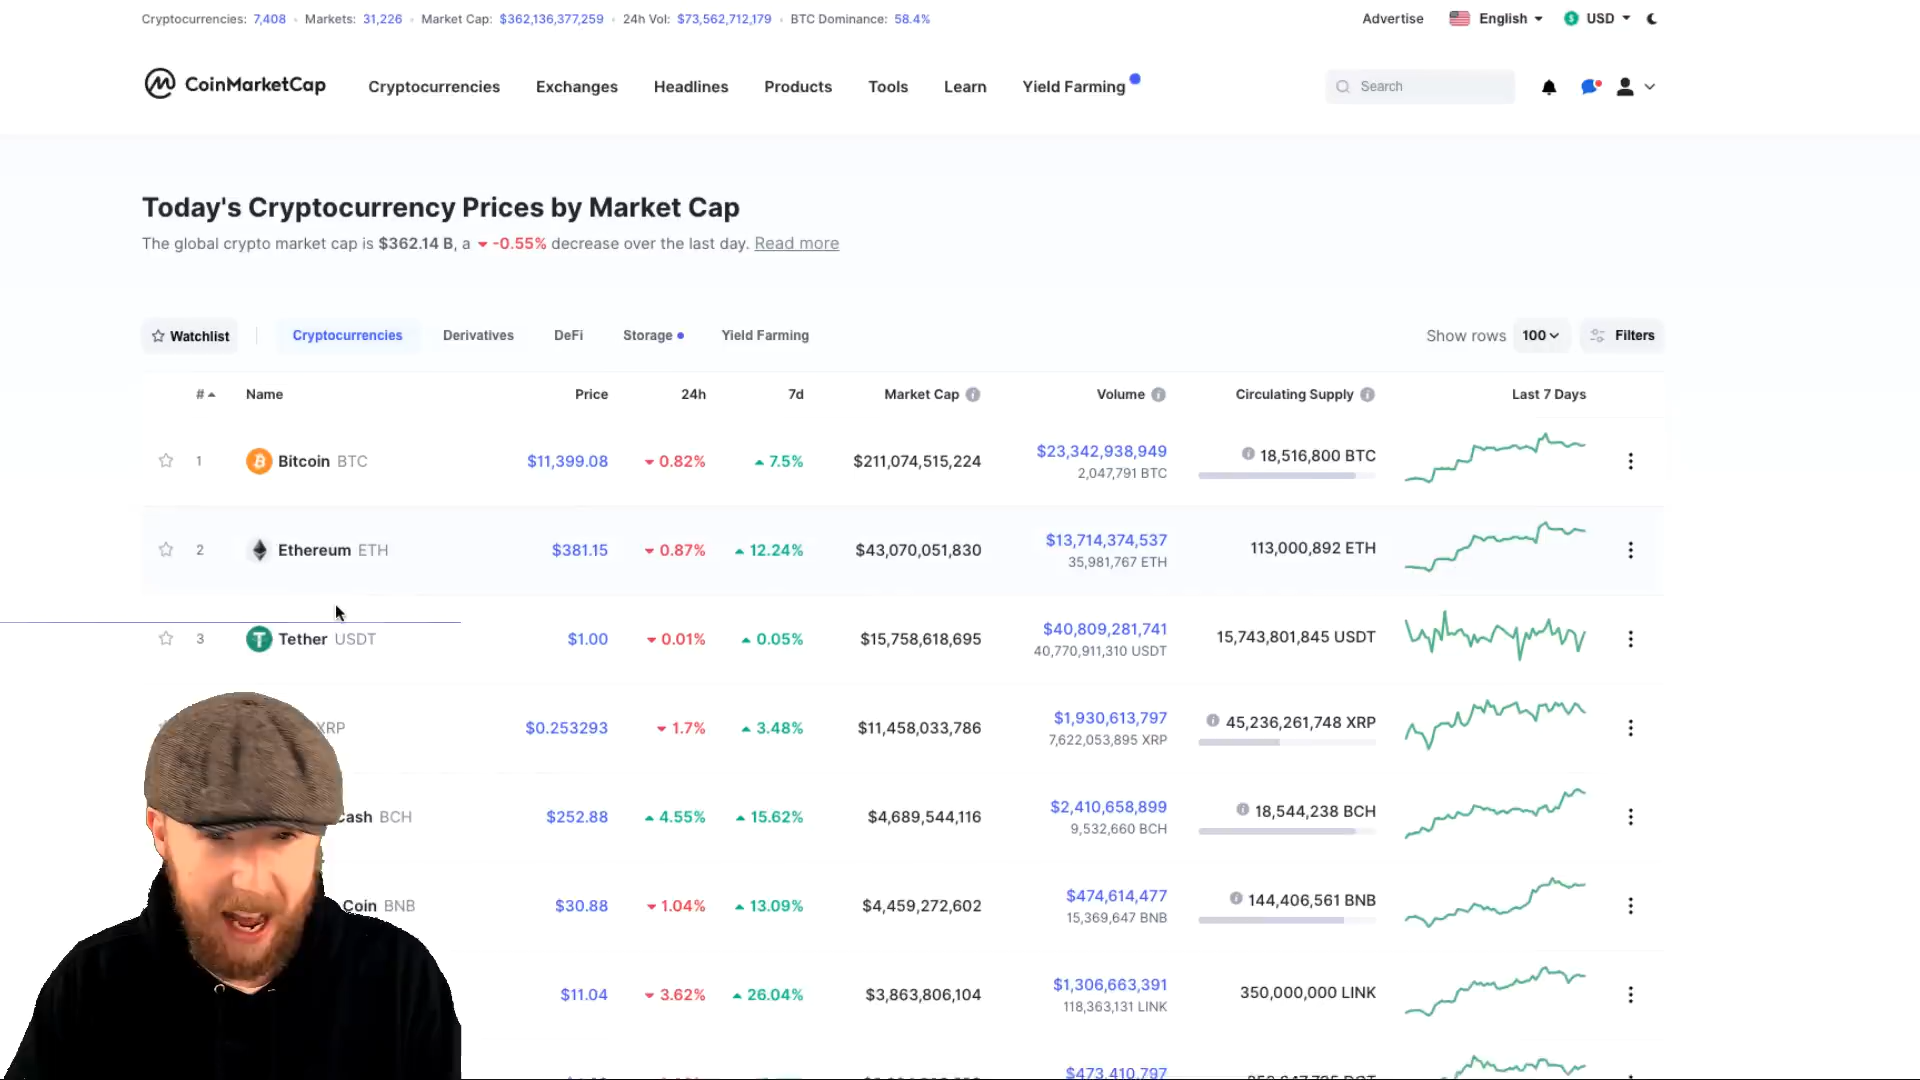 Cryptocurrencies: 7,408 • Markets: 31,226 • Market Cap: $362,136,377,259 • 24h Vol: $73,562,712,179 • BTC Dominance: 58.4% Advertise English USD
CoinMarketCap Cryptocurrencies Exchanges Headlines Products Tools Learn Yield Farming Search
Today's Cryptocurrency Prices by Market Cap
The global crypto market cap is $362.14 B, a -0.55% decrease over the last day. Read more
Watchlist Cryptocurrencies Derivatives DeFi Storage Yield Farming Show rows 100 Filters
# Name Price 24h 7d Market Cap Volume Circulating Supply Last 7 Days
1 Bitcoin BTC $11,399.08 0.82% 7.5% $211,074,515,224 $23,342,938,949 18,516,800 BTC
2,047,791 BTC
2 Ethereum ETH $381.15 0.87% 12.24% $43,070,051,830 $13,714,374,537 113,000,892 ETH
35,981,767 ETH
3 Tether USDT $1.00 0.01% 0.05% $15,758,618,695 $40,809,281,741 15,743,801,845 USDT
40,770,911,310 USDT
XRP $0.253293 1.7% 3.48% $11,458,033,786 $1,930,613,797 45,236,261,748 XRP
7,622,053,895 XRP
Cash BCH $252.88 4.55% 15.62% $4,689,544,116 $2,410,658,899 18,544,238 BCH
9,532,660 BCH
Coin BNB $30.88 1.04% 13.09% $4,459,272,602 $474,614,477 144,406,561 BNB
15,369,647 BNB
$11.04 3.62% 26.04% $3,863,806,104 $1,306,663,391 350,000,000 LINK
118,363,131 LINK
$473,410,797